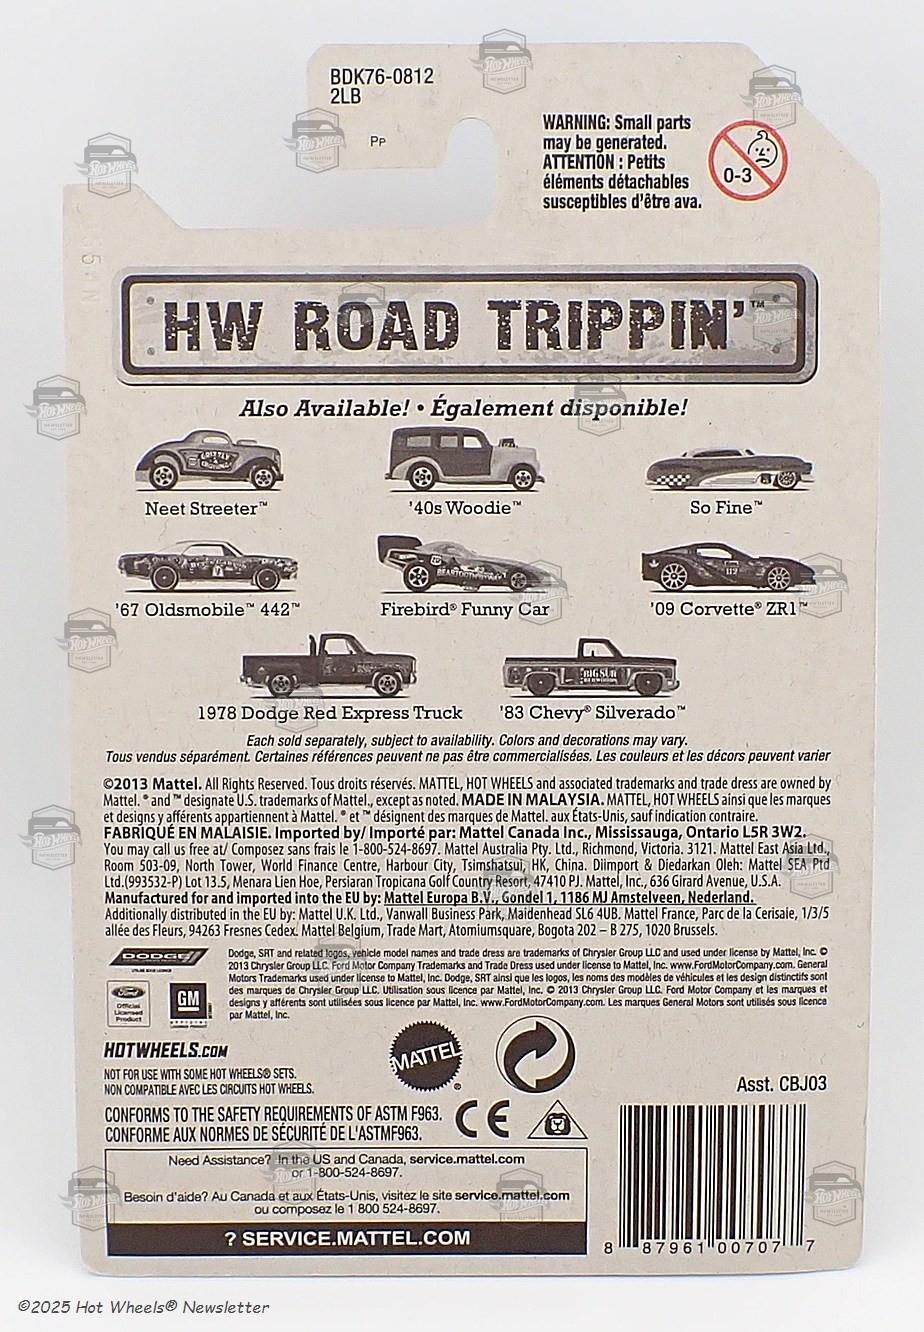 BDK76-0812
2LB
Pp
WARNING: Small parts
may be generated.
ATTENTION : Petits
éléments détachables
susceptibles d'être ava.
0-3
HW ROAD TRIPPIN'™
Also Available! • Également disponible!
Neet Streeter™
'40s Woodie™
So Fine™
'67 Oldsmobile™ 442™
Firebird® Funny Car
'09 Corvette® ZR1™
1978 Dodge Red Express Truck
'83 Chevy® Silverado™
Each sold separately, subject to availability. Colors and decorations may vary.
Tous vendus séparément. Certaines références peuvent ne pas être commercialisées. Les couleurs et les décors peuvent varier
©2013 Mattel. All Rights Reserved. Tous droits réservés. MATTEL, HOT WHEELS and associated trademarks and trade dress are owned by
Mattel. ® and ™ designate U.S. trademarks of Mattel., except as noted. MADE IN MALAYSIA. MATTEL, HOT WHEELS ainsi que les marques
et designs y afférents appartiennent à Mattel. ® et ™ désignent des marques de Mattel. aux États-Unis, sauf indication contraire.
FABRIQUÉ EN MALAISIE. Imported by/ Importé par: Mattel Canada Inc., Mississauga, Ontario L5R 3W2.
You may call us free at/ Composez sans frais le 1-800-524-8697. Mattel Australia Pty. Ltd., Richmond, Victoria. 3121. Mattel East Asia Ltd.,
Room 503-09, North Tower, World Finance Centre, Harbour City, Tsimshatsui, HK, China. Diimport & Diedarkan Oleh: Mattel SEA Ptd
Ltd.(993532-P) Lot 13.5, Menara Lien Hoe, Persiaran Tropicana Golf Country Resort, 47410 PJ. Mattel, Inc., 636 Girard Avenue, U.S.A.
Manufactured for and imported into the EU by: Mattel Europa B.V., Gondel 1, 1186 MJ Amstelveen, Nederland.
Additionally distributed in the EU by: Mattel U.K. Ltd., Vanwall Business Park, Maidenhead SL6 4UB. Mattel France, Parc de la Cerisaie, 1/3/5
allée des Fleurs, 94263 Fresnes Cedex. Mattel Belgium, Trade Mart, Atomiumsquare, Bogota 202 – B 275, 1020 Brussels.
DODGE
Dodge, SRT and related logos, vehicle model names and trade dress are trademarks of Chrysler Group LLC and used under license by Mattel, Inc. ©
2013 Chrysler Group LLC. Ford Motor Company Trademarks and Trade Dress used under license to Mattel, Inc. www.FordMotorCompany.com. General
Motors Trademarks used under license to Mattel, Inc. Dodge, SRT ainsi que les logos, les noms des modèles de véhicules et les design distinctifs sont
des marques de Chrysler Group LLC. Utilisation sous licence par Mattel, Inc. © 2013 Chrysler Group LLC. Ford Motor Company et les marques et
designs y afférents sont utilisées sous licence par Mattel, Inc. www.FordMotorCompany.com. Les marques General Motors sont utilisés sous licence
par Mattel, Inc.
Ford
Official
Licensed
Product
GM
HOTWHEELS.COM
NOT FOR USE WITH SOME HOT WHEELS® SETS.
NON COMPATIBLE AVEC LES CIRCUITS HOT WHEELS.
MATTEL®
Asst. CBJ03
CONFORMS TO THE SAFETY REQUIREMENTS OF ASTM F963.
CONFORME AUX NORMES DE SÉCURITÉ DE L'ASTMF963.
CE
Need Assistance? In the US and Canada, service.mattel.com
or 1-800-524-8697.
Besoin d'aide? Au Canada et aux États-Unis, visitez le site service.mattel.com
ou composez le 1 800 524-8697.
? SERVICE.MATTEL.COM
8 87961 00707 7
©2025 Hot Wheels® Newsletter